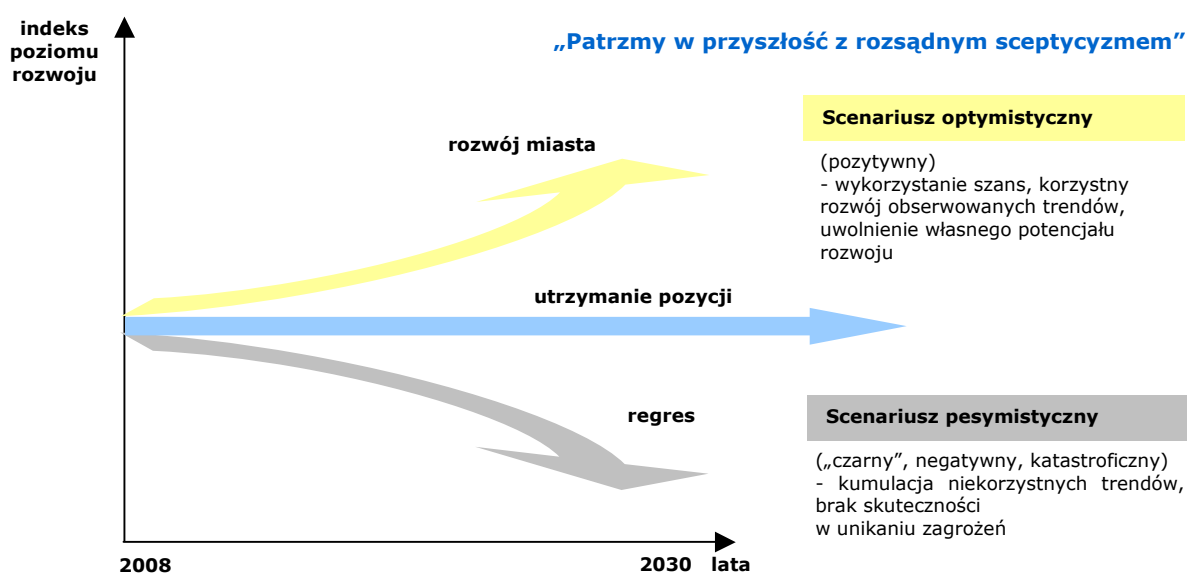 indeks
poziomu
rozwoju
„Patrzmy w przyszłość z rozsądnym sceptycyzmem”
Scenariusz optymistyczny
(pozytywny)
- wykorzystanie szans, korzystny
rozwój obserwowanych trendów,
uwolnienie własnego potencjału
rozwoju
rozwój miasta
utrzymanie pozycji
regres
Scenariusz pesymistyczny
(„czarny”, negatywny, katastroficzny)
- kumulacja niekorzystnych trendów,
brak skuteczności
w unikaniu zagrożeń
2008
2030 lata